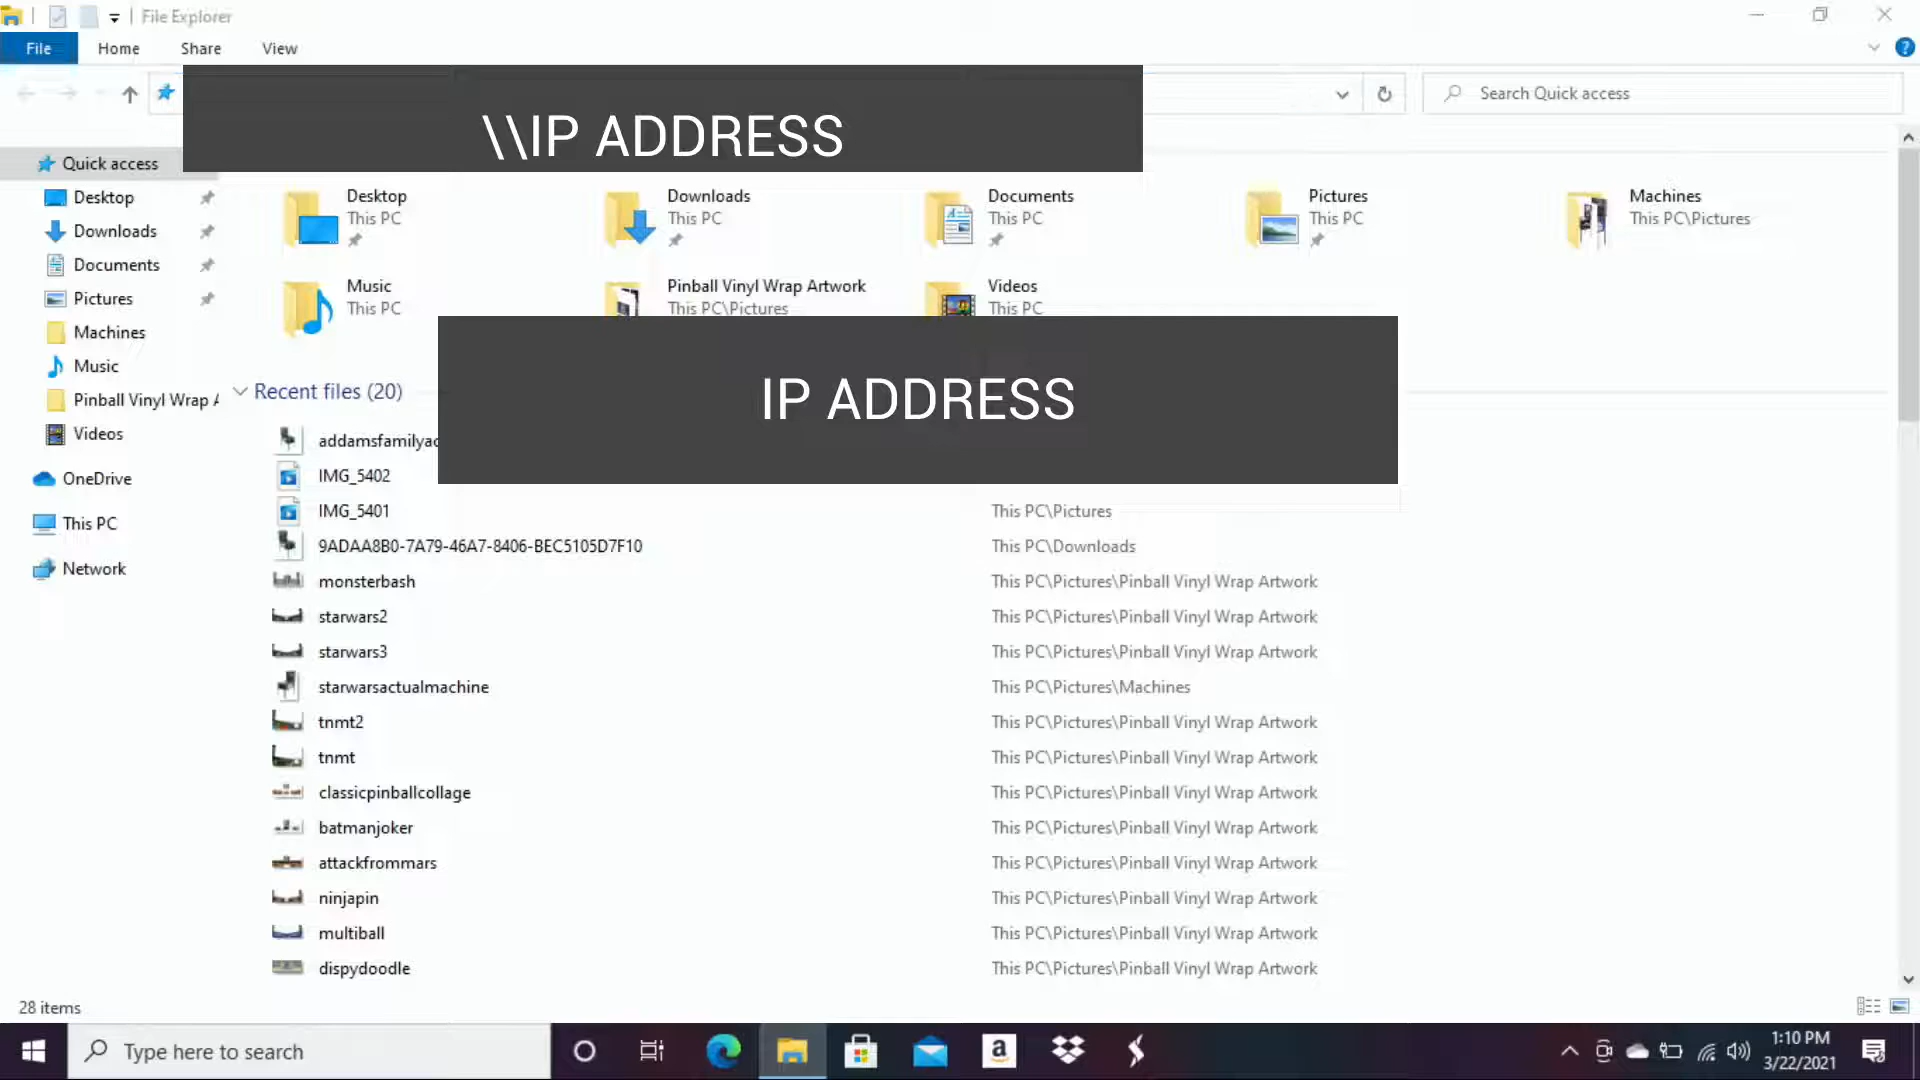 File Explorer
File Home Share View
Search Quick access
\\IP ADDRESS
Quick access
Desktop
Downloads
Documents
Pictures
Machines
Music
Pinball Vinyl Wrap A
Videos
OneDrive
This PC
Network
Desktop
This PC
Downloads
This PC
Documents
This PC
Pictures
This PC
Machines
This PC\Pictures
Music
This PC
Pinball Vinyl Wrap Artwork
This PC\Pictures
Videos
This PC
IP ADDRESS
Recent files (20)
addamsfamilyac
IMG_5402
IMG_5401 This PC\Pictures
9ADAA8B0-7A79-46A7-8406-BEC5105D7F10 This PC\Downloads
monsterbash This PC\Pictures\Pinball Vinyl Wrap Artwork
starwars2 This PC\Pictures\Pinball Vinyl Wrap Artwork
starwars3 This PC\Pictures\Pinball Vinyl Wrap Artwork
starwarsactualmachine This PC\Pictures\Machines
tnmt2 This PC\Pictures\Pinball Vinyl Wrap Artwork
tnmt This PC\Pictures\Pinball Vinyl Wrap Artwork
classicpinballcollage This PC\Pictures\Pinball Vinyl Wrap Artwork
batmanjoker This PC\Pictures\Pinball Vinyl Wrap Artwork
attackfrommars This PC\Pictures\Pinball Vinyl Wrap Artwork
ninjapin This PC\Pictures\Pinball Vinyl Wrap Artwork
multiball This PC\Pictures\Pinball Vinyl Wrap Artwork
dispydoodle This PC\Pictures\Pinball Vinyl Wrap Artwork
28 items
Type here to search
1:10 PM
3/22/2021